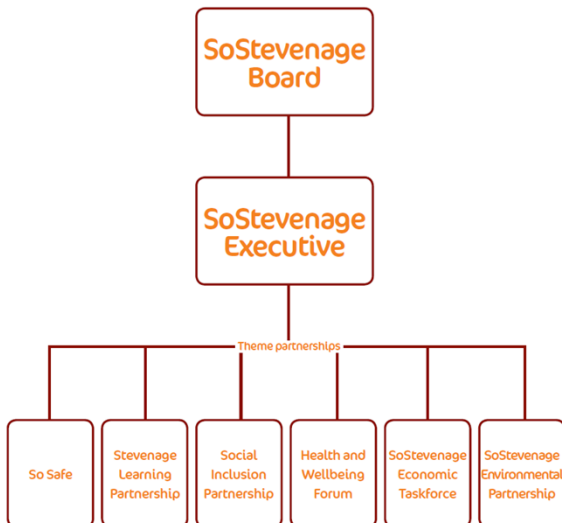 SoStevenage
Board
SoStevenage
Executive
Theme partnerships
So Safe
Stevenage
Learning
Partnership
Social
Inclusion
Partnership
Health and
Wellbeing
Forum
SoStevenage
Economic
Taskforce
SoStevenage
Environmental
Partnership